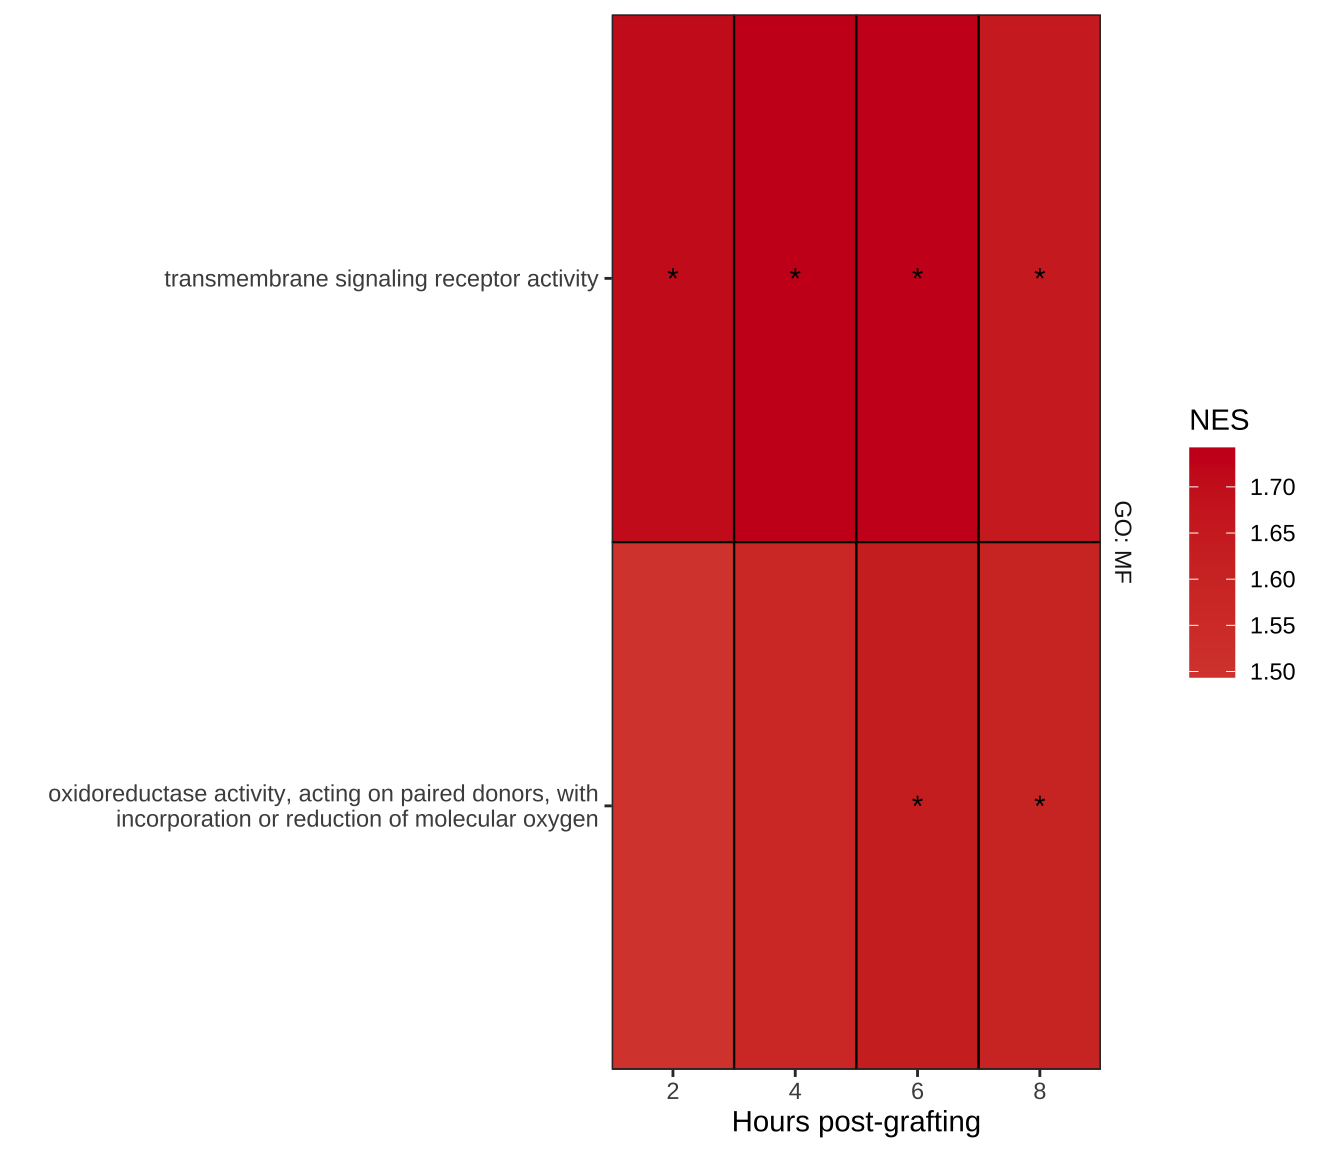 transmembrane signaling receptor activity
* * * *
oxidoreductase activity, acting on paired donors, with
incorporation or reduction of molecular oxygen
* *
2 4 6 8
Hours post-grafting
GO: MF
NES
1.70
1.65
1.60
1.55
1.50